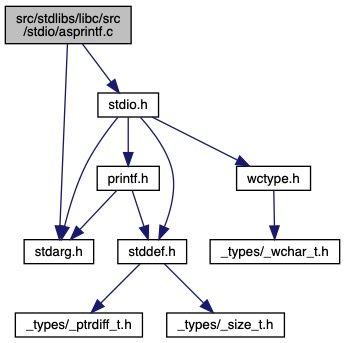 src/stdlibs/libc/src
/stdio/asprintf.c
stdio.h
printf.h
wctype.h
stdarg.h
stddef.h
_types/_wchar_t.h
_types/_ptrdiff_t.h
_types/_size_t.h